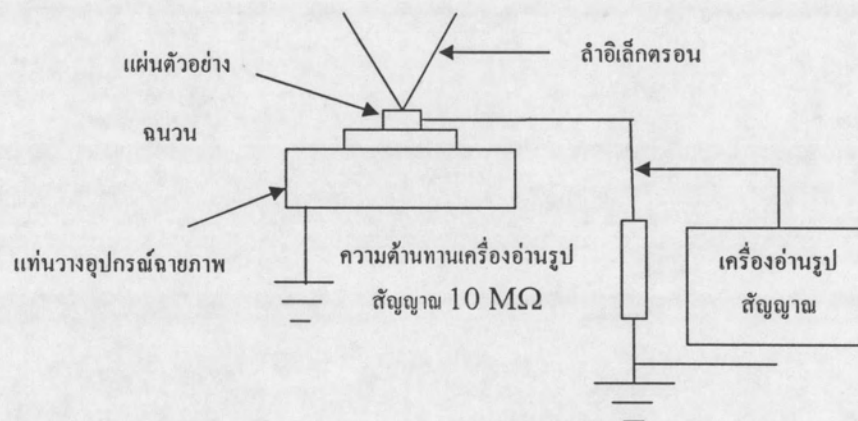 ลำอิเล็กตรอน
แผ่นตัวอย่าง
ฉนวน
แท่นวางอุปกรณ์ฉายภาพ
ความต้านทานเครื่องอ่านรูป
สัญญาณ 10 MΩ
เครื่องอ่านรูป
สัญญาณ